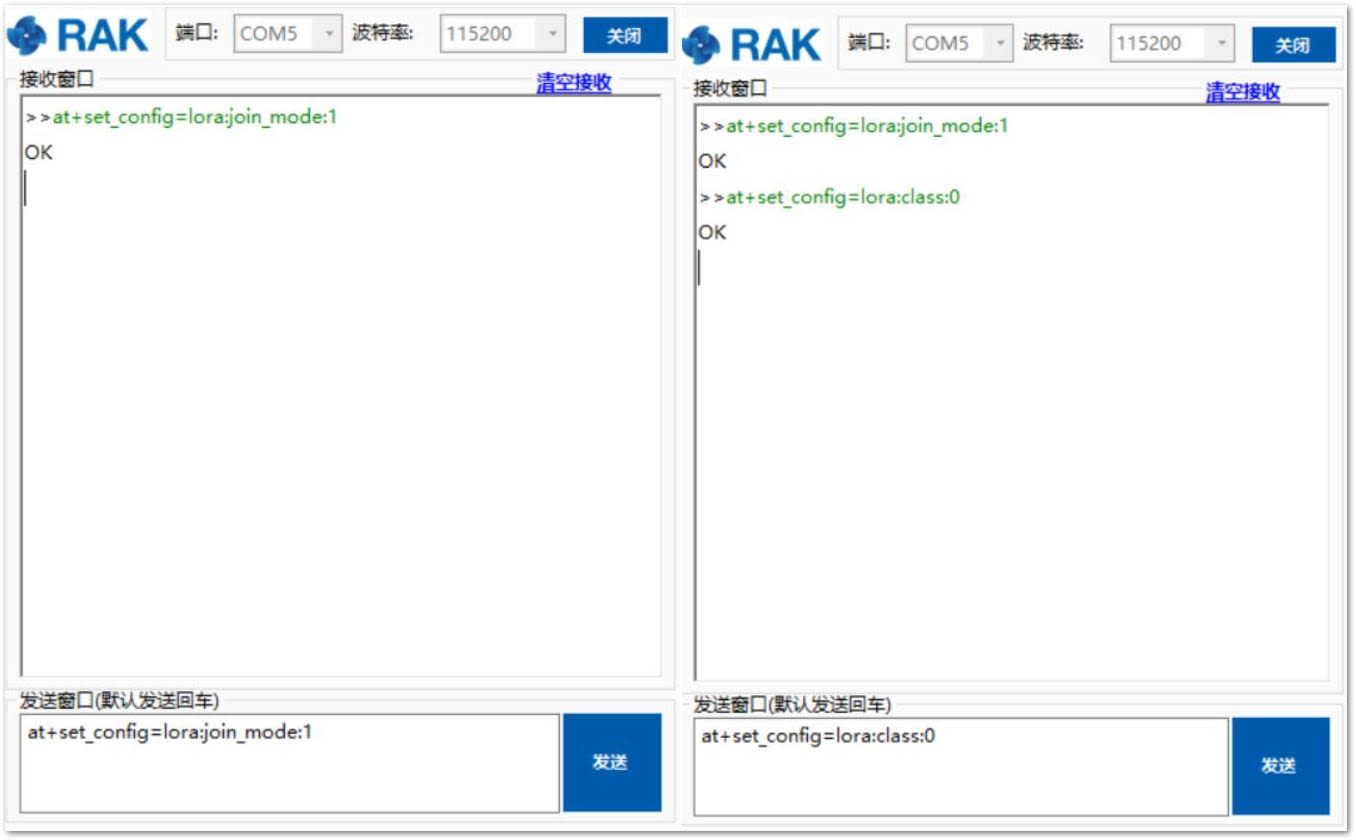 RAK 端口: COM5 波特率: 115200 关闭
接收窗口 清空接收
>>at+set_config=lora:join_mode:1
OK
发送窗口(默认发送回车)
at+set_config=lora:join_mode:1
发送
RAK 端口: COM5 波特率: 115200 关闭
接收窗口 清空接收
>>at+set_config=lora:join_mode:1
OK
>>at+set_config=lora:class:0
OK
发送窗口(默认发送回车)
at+set_config=lora:class:0
发送